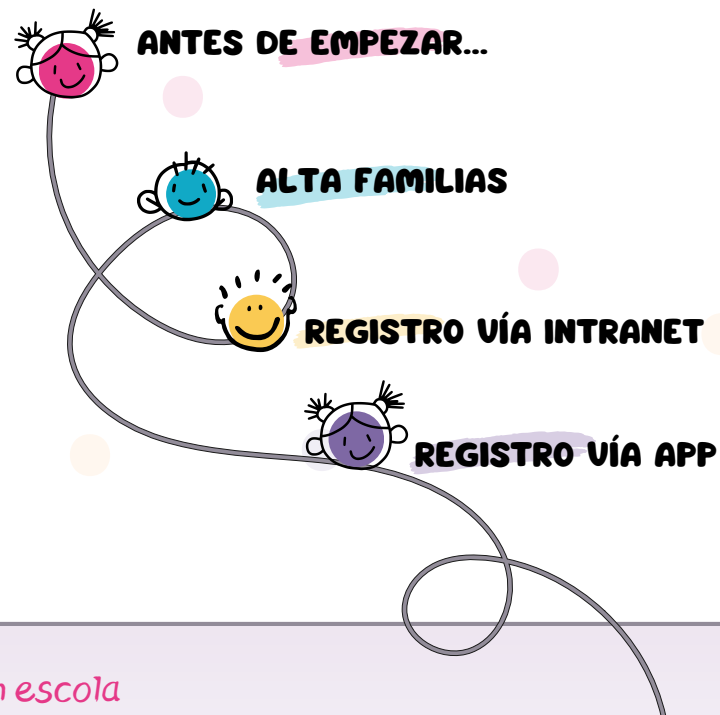 ANTES DE EMPEZAR...
ALTA FAMILIAS
REGISTRO VÍA INTRANET
REGISTRO VÍA APP
escola